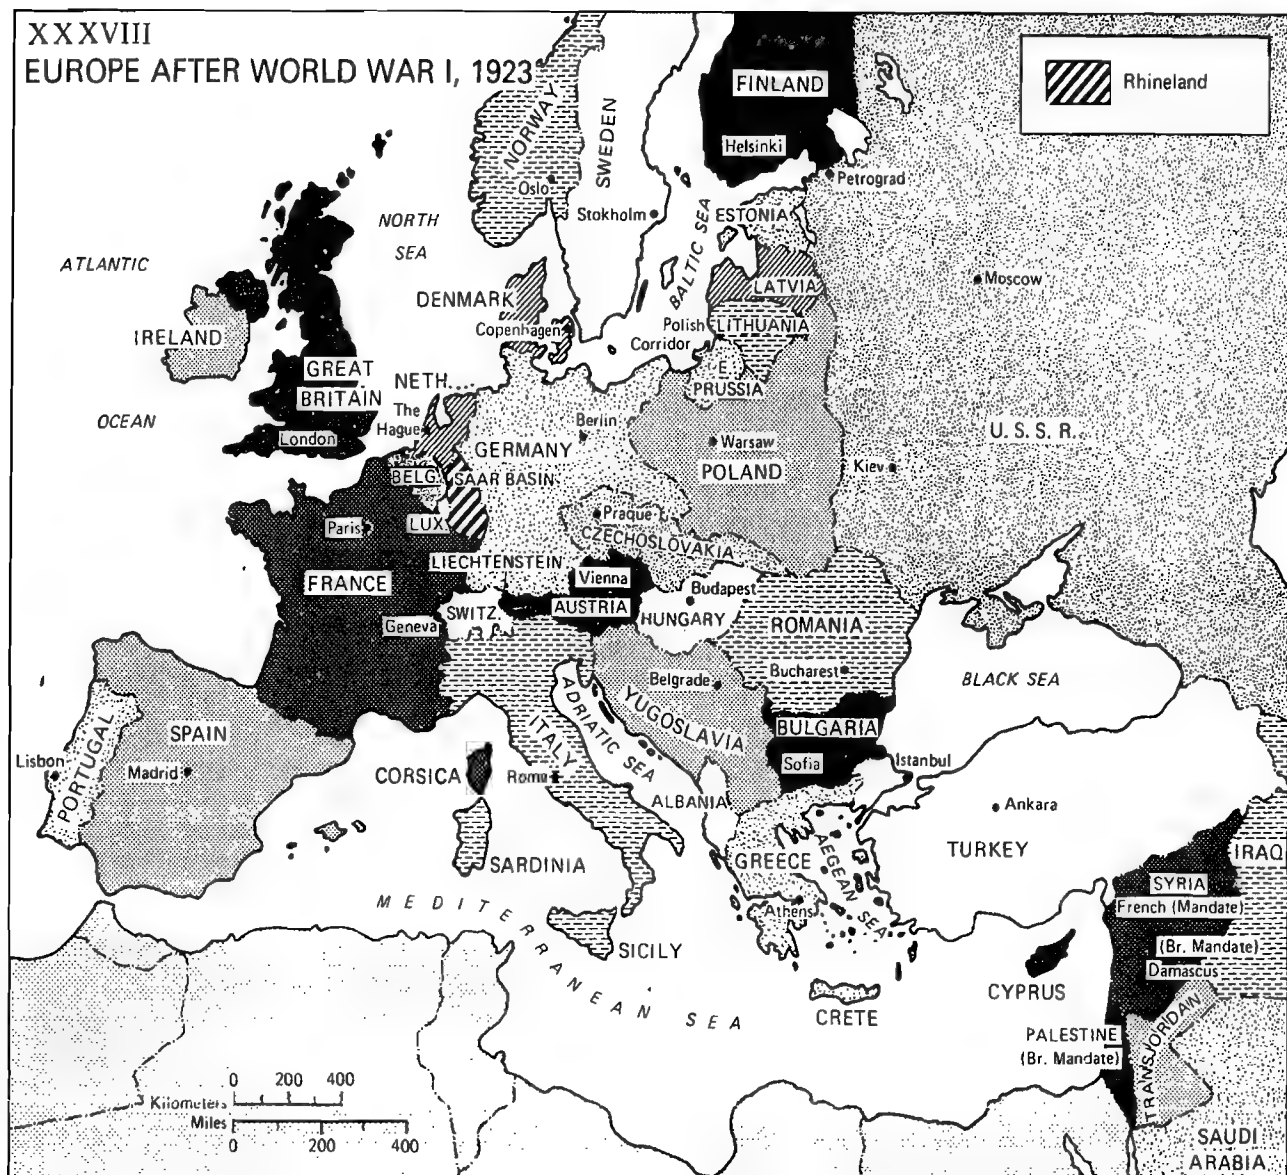 XXXVIII
EUROPE AFTER WORLD WAR I, 1923
Rhineland
FINLAND
Helsinki
NORWAY
SWEDEN
Oslo
Stokholm
Petrograd
ESTONIA
BALTIC SEA
NORTH
SEA
ATLANTIC
OCEAN
Moscow
LATVIA
LITHUANIA
DENMARK
Copenhagen
Polish
Corridor
IRELAND
GREAT
BRITAIN
London
NETH....
The
Hague
E.
PRUSSIA
Berlin
GERMANY
Warsaw
POLAND
U.S.S.R.
Kiev
BELG.
SAAR BASIN
LUX.
Paris
Praque
CZECHOSLOVAKIA
LIECHTENSTEIN
Vienna
AUSTRIA
Budapest
HUNGARY
FRANCE
SWITZ
Geneva
ROMANIA
Bucharest
Belgrade
YUGOSLAVIA
BLACK SEA
BULGARIA
Sofia
Istanbul
ADRIATIC SEA
ITALY
Rome
CORSICA
SPAIN
Madrid
Lisbon
PORTUGAL
ALBANIA
Ankara
TURKEY
SARDINIA
GREECE
AEGEAN SEA
Athens
IRAQ
SYRIA
French (Mandate)
(Br. Mandate)
Damascus
MEDITERRANEAN SEA
SICILY
CRETE
CYPRUS
PALESTINE
(Br. Mandate)
TRANSJORDAN
SAUDI
ARABIA
0 200 400
Kilometers
Miles
0 200 400